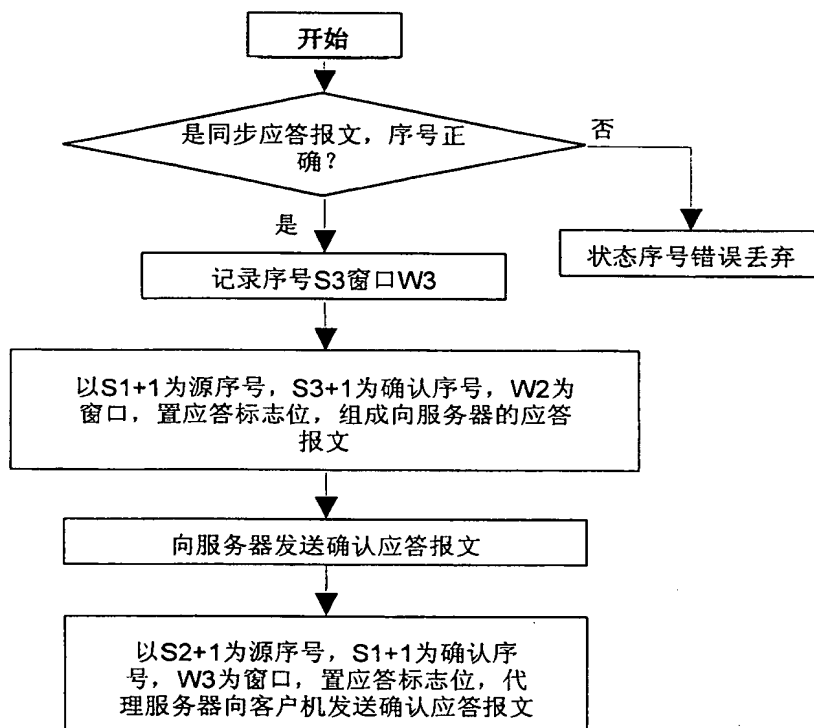 开始
是同步应答报文，序号正
确？
否
是
状态序号错误丢弃
记录序号S3窗口W3
以S1+1为源序号，S3+1为确认序号，W2为
窗口，置应答标志位，组成向服务器的应答
报文
向服务器发送确认应答报文
以S2+1为源序号，S1+1为确认序
号，W3为窗口，置应答标志位，代
理服务器向客户机发送确认应答报文